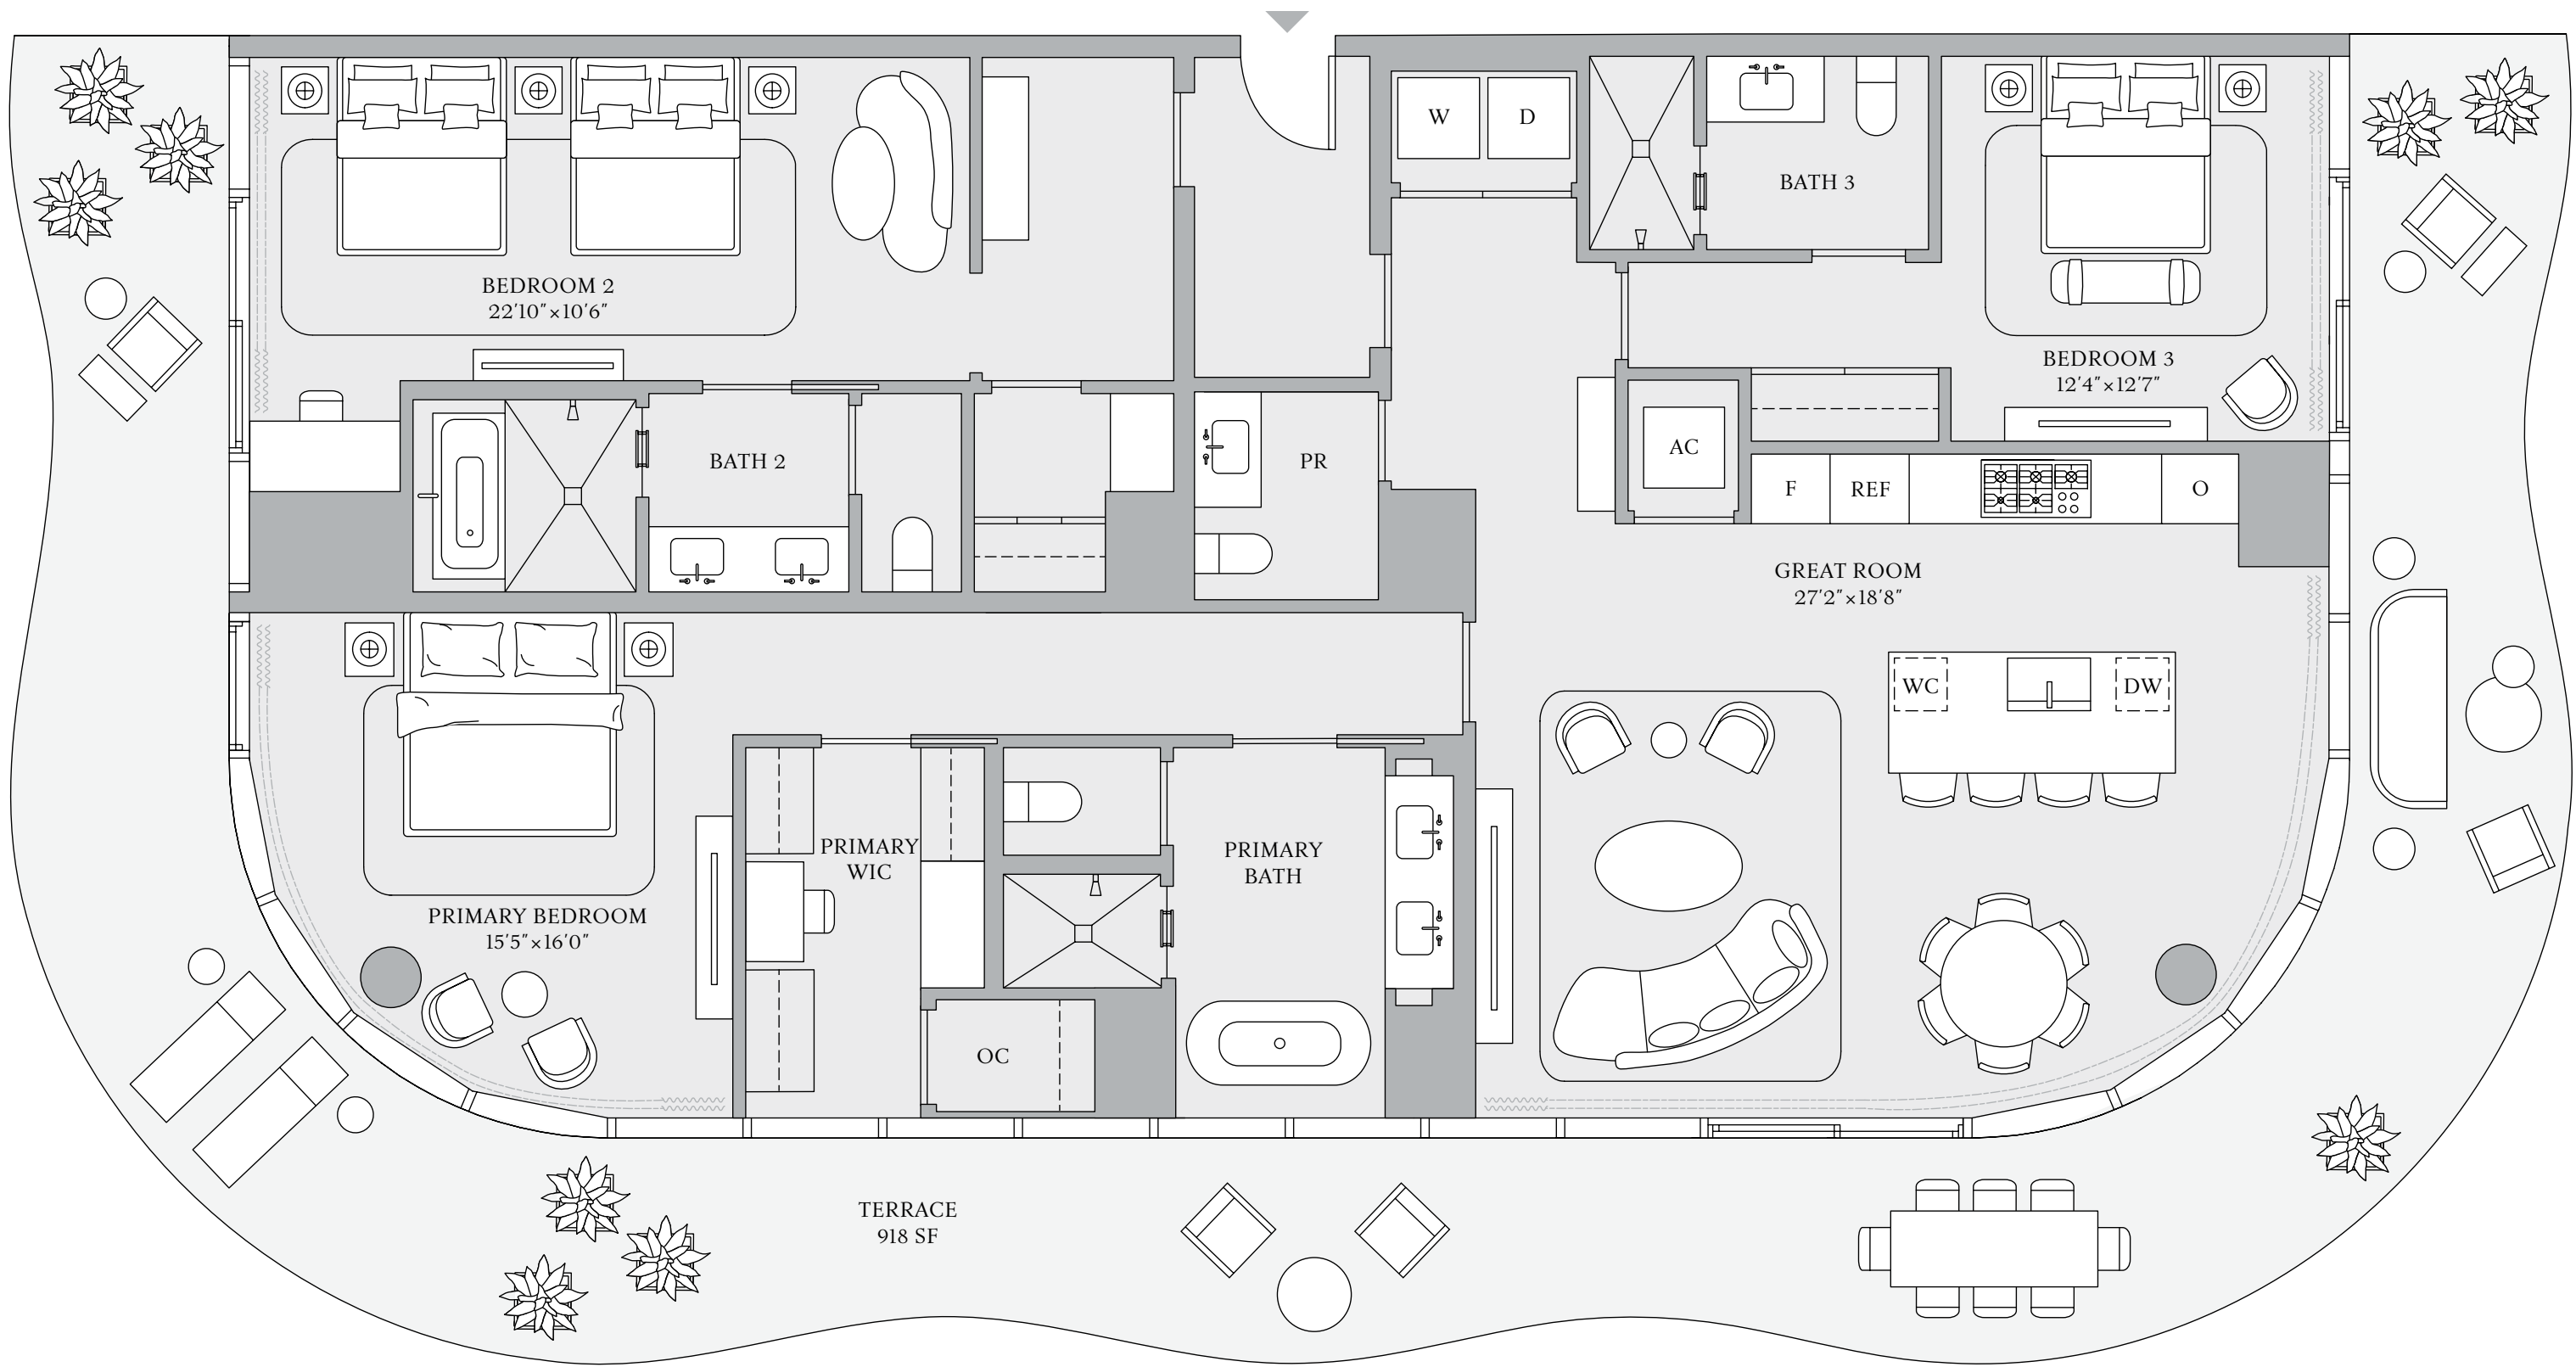 W
D
BATH 3
BEDROOM 2
22'10"×10'6"
BEDROOM 3
12'4"×12'7"
BATH 2
PR
AC
F
REF
O
GREAT ROOM
27'2"×18'8"
WC
DW
PRIMARY
WIC
PRIMARY
BATH
PRIMARY BEDROOM
15'5"×16'0"
OC
TERRACE
918 SF